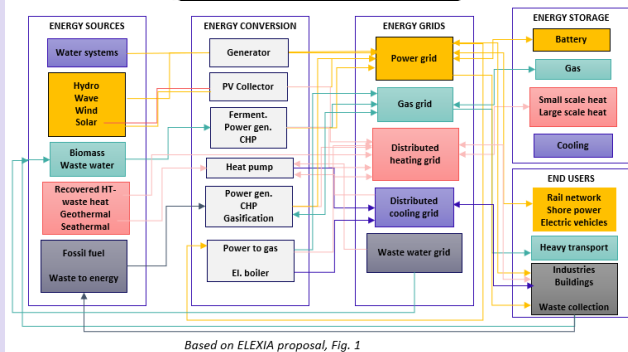 ENERGY SOURCES
Water systems
Hydro
Wave
Wind
Solar
Biomass
Waste water
Recovered HT-
waste heat
Geothermal
Seathermal
Fossil fuel
Waste to energy
ENERGY CONVERSION
Generator
PV Collector
Ferment.
Power gen.
CHP
Heat pump
Power gen.
CHP
Gasification
Power to gas
El. boiler
ENERGY GRIDS
Power grid
Gas grid
Distributed
heating grid
Distributed
cooling grid
Waste water grid
ENERGY STORAGE
Battery
Gas
Small scale heat
Large scale heat
Cooling
END USERS
Rail network
Shore power
Electric vehicles
Heavy transport
Industries
Buildings
Waste collection
Based on ELEXIA proposal, Fig. 1